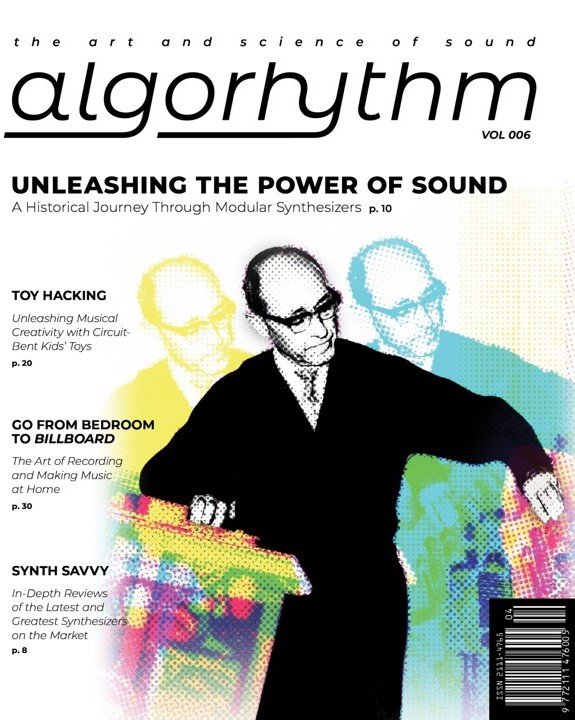 the art and science of sound
algorhythm
VOL 006
UNLEASHING THE POWER OF SOUND
A Historical Journey Through Modular Synthesizers p. 10
TOY HACKING
Unleashing Musical
Creativity with Circuit-
Bent Kids' Toys
p. 20
GO FROM BEDROOM
TO BILLBOARD
The Art of Recording
and Making Music
at Home
p. 30
SYNTH SAVVY
In-Depth Reviews
of the Latest and
Greatest Synthesizers
on the Market
p. 8
04
ISSN 2111-4765
9 772111 476005